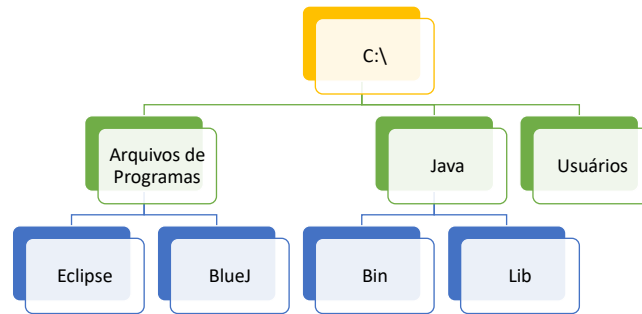 C:\
Arquivos de
Programas
Java
Usuários
Eclipse
BlueJ
Bin
Lib